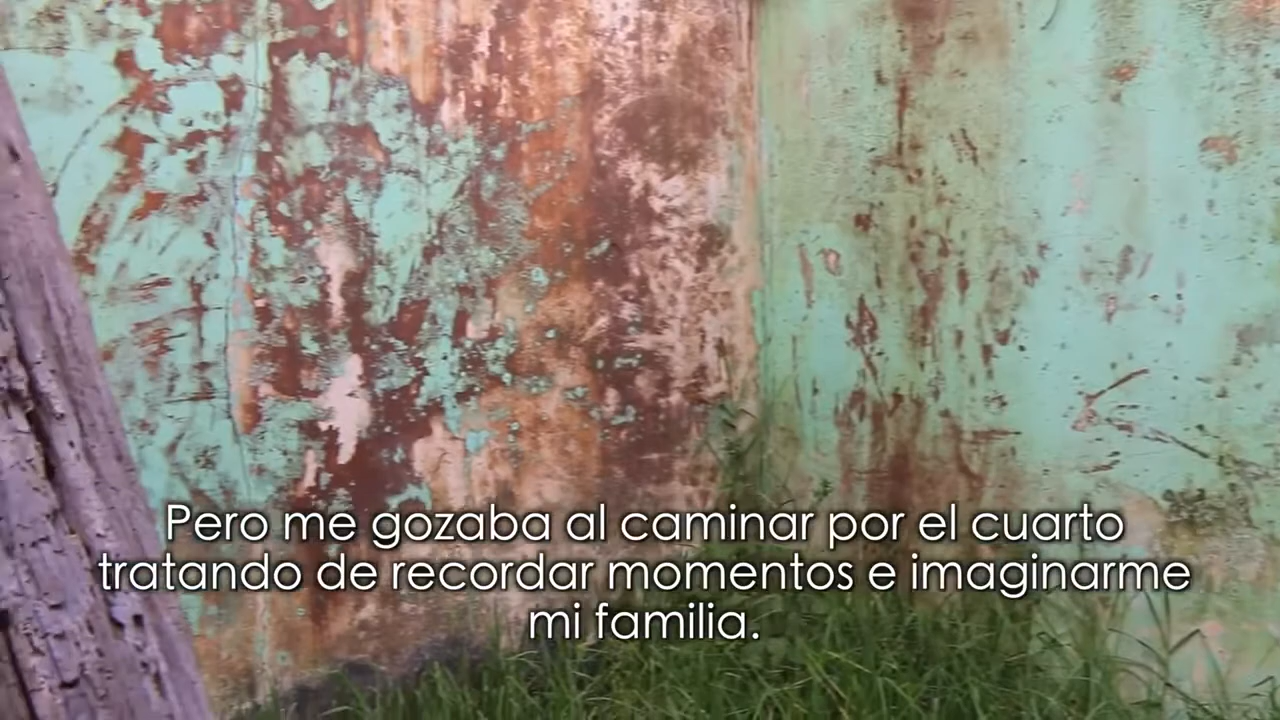 Pero me gozaba al caminar por el cuarto
tratando de recordar momentos e imaginarme
mi familia.